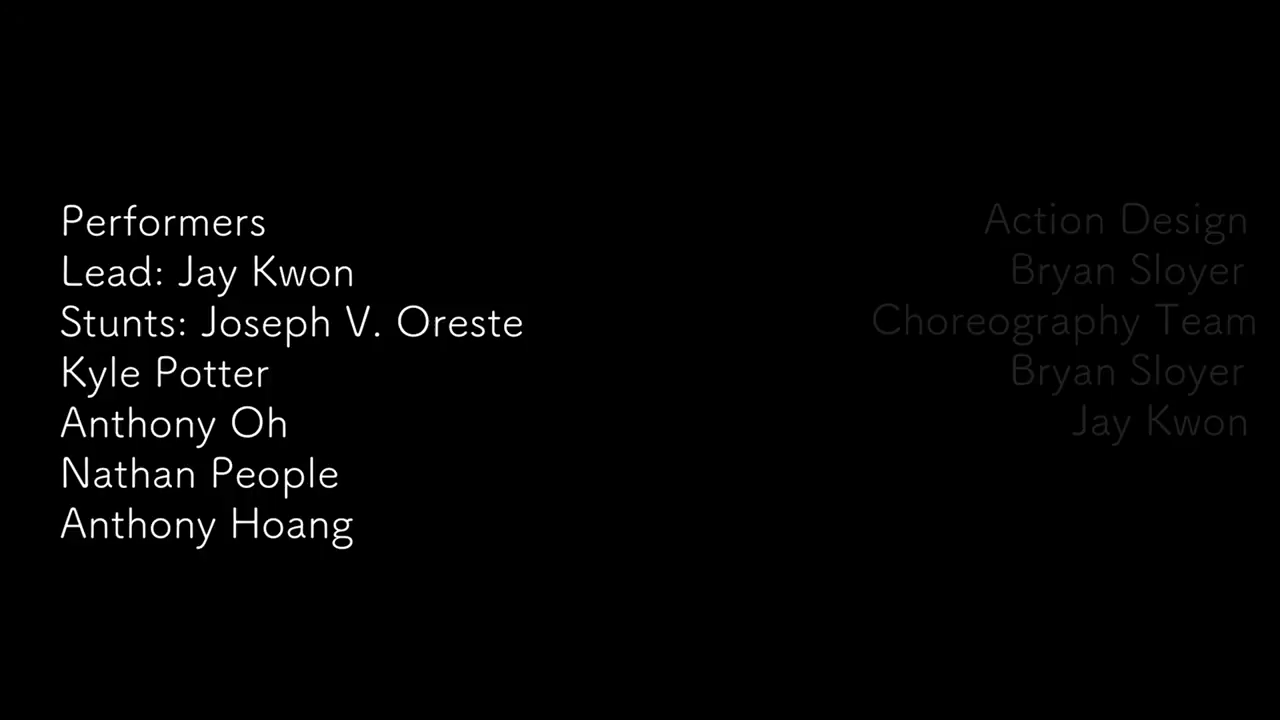 Performers
Lead: Jay Kwon
Stunts: Joseph V. Oreste
Kyle Potter
Anthony Oh
Nathan People
Anthony Hoang
Action Design
Bryan Sloyer
Choreography Team
Bryan Sloyer
Jay Kwon